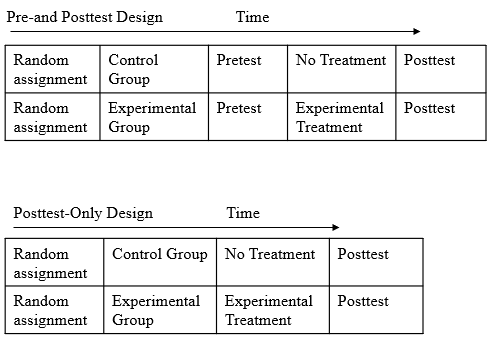 Pre-and Posttest Design Time
Random assignment Control Group Pretest No Treatment Posttest
Random assignment Experimental Group Pretest Experimental Treatment Posttest
Posttest-Only Design Time
Random assignment Control Group No Treatment Posttest
Random assignment Experimental Group Experimental Treatment Posttest